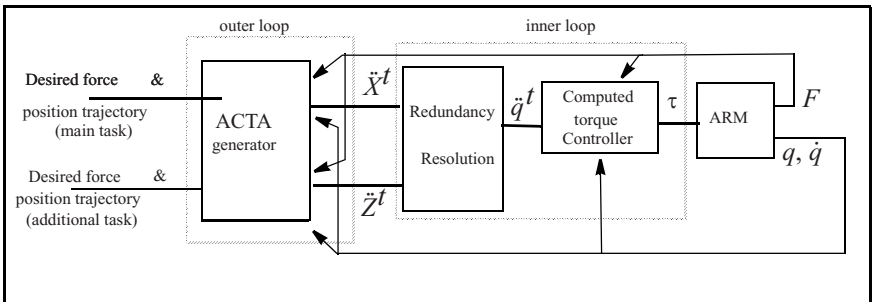 outer loop
inner loop
Desired force &
position trajectory
(main task)
Desired force &
position trajectory
(additional task)
ACTA
generator
Ẍᵗ
Z̈ᵗ
Redundancy
Resolution
q̈ᵗ
Computed
torque
Controller
τ
ARM
F
q, q̇